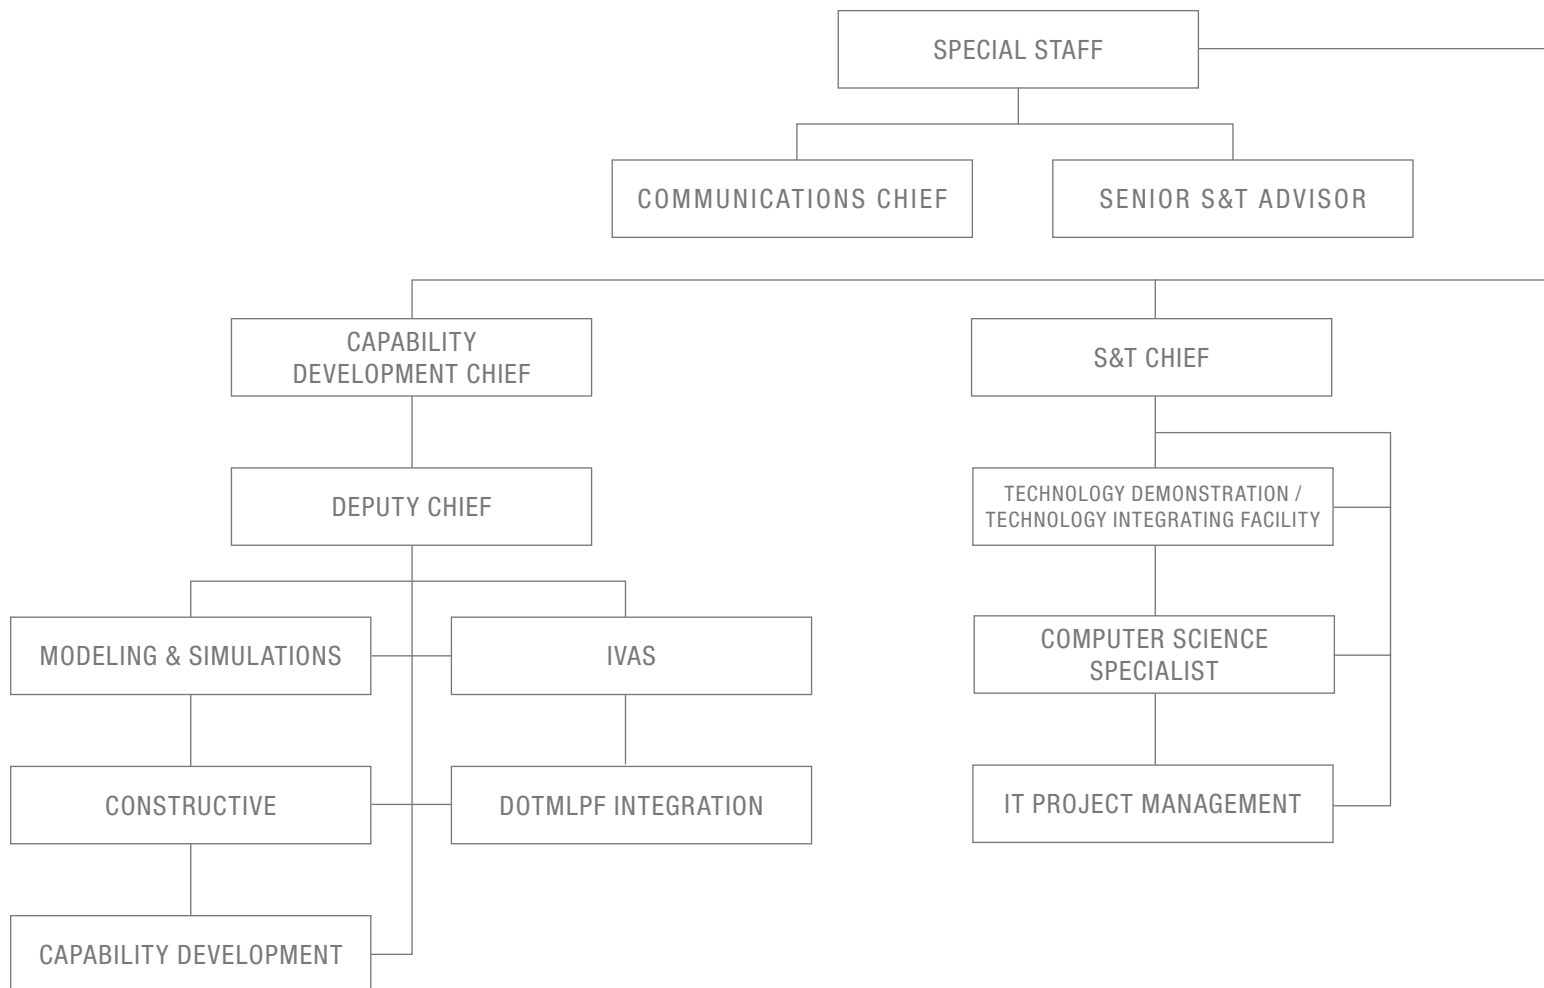 SPECIAL STAFF
COMMUNICATIONS CHIEF
SENIOR S&T ADVISOR
CAPABILITY
DEVELOPMENT CHIEF
S&T CHIEF
DEPUTY CHIEF
TECHNOLOGY DEMONSTRATION /
TECHNOLOGY INTEGRATING FACILITY
MODELING & SIMULATIONS
IVAS
COMPUTER SCIENCE
SPECIALIST
CONSTRUCTIVE
DOTMLPF INTEGRATION
IT PROJECT MANAGEMENT
CAPABILITY DEVELOPMENT